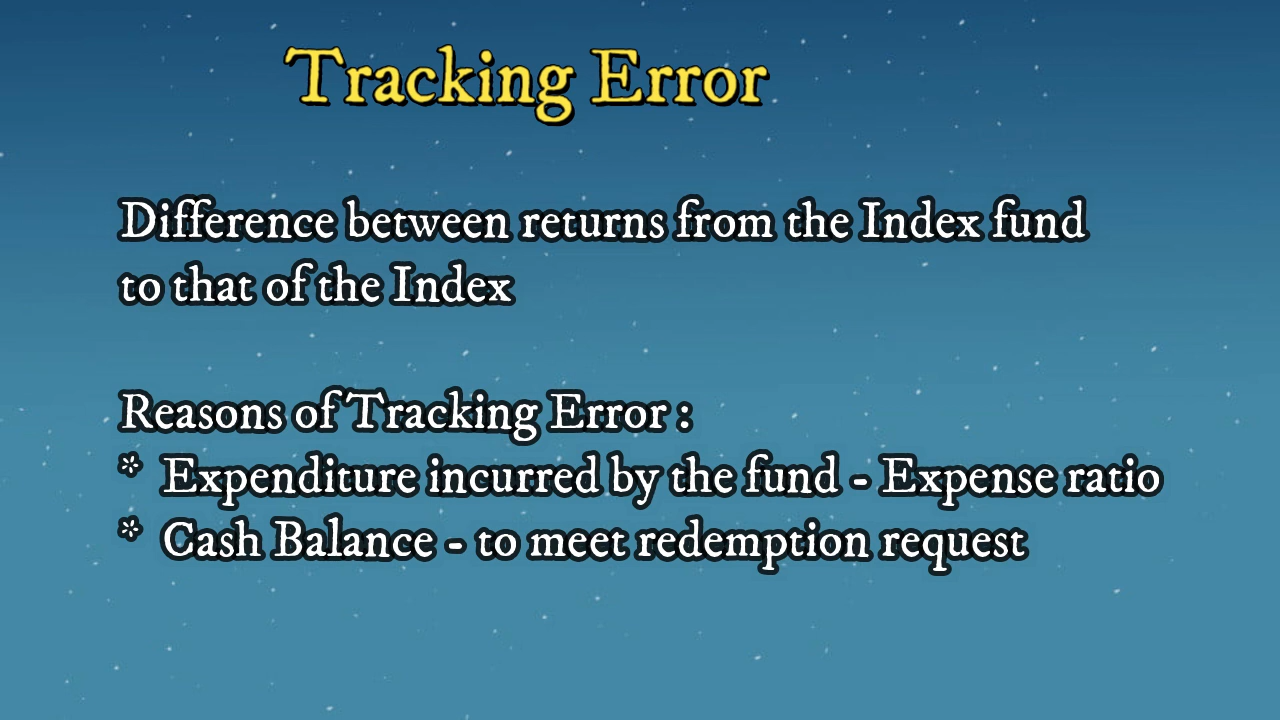 Tracking Error
Difference between returns from the Index fund
to that of the Index
Reasons of Tracking Error :
* Expenditure incurred by the fund - Expense ratio
* Cash Balance - to meet redemption request